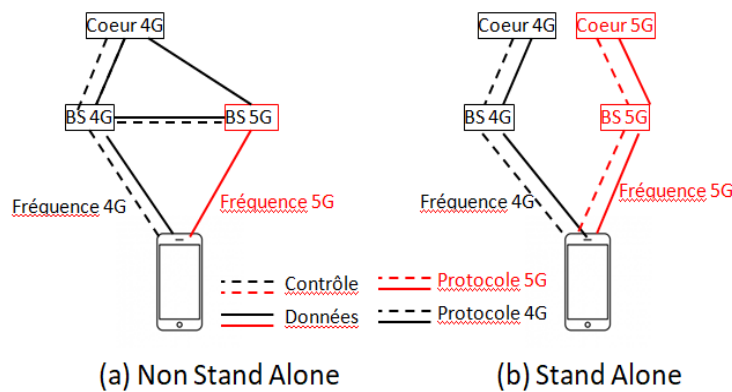 Coeur 4G
Coeur 4G
Coeur 5G
BS 4G
BS 5G
BS 4G
BS 5G
Fréquence 4G
Fréquence 5G
Fréquence 4G
Fréquence 5G
Contrôle
Protocole 5G
Données
Protocole 4G
(a) Non Stand Alone
(b) Stand Alone